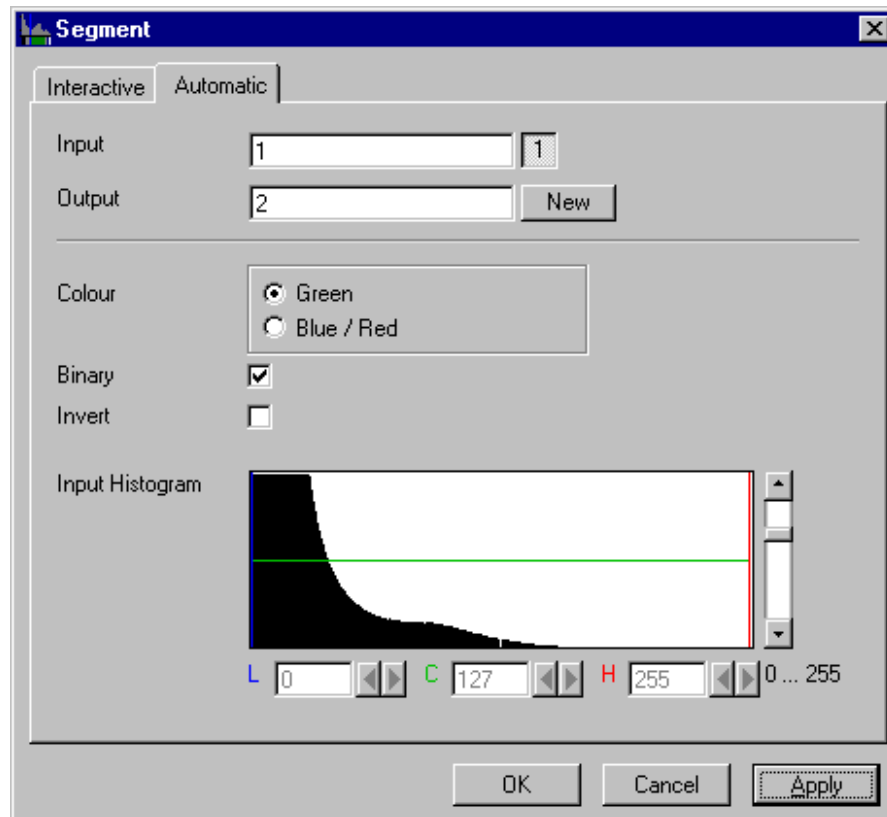 Segment
Interactive Automatic
Input 1 1
Output 2 New
Colour Green
Blue / Red
Binary
Invert
Input Histogram
L 0 C 127 H 255 0 ... 255
OK Cancel Apply